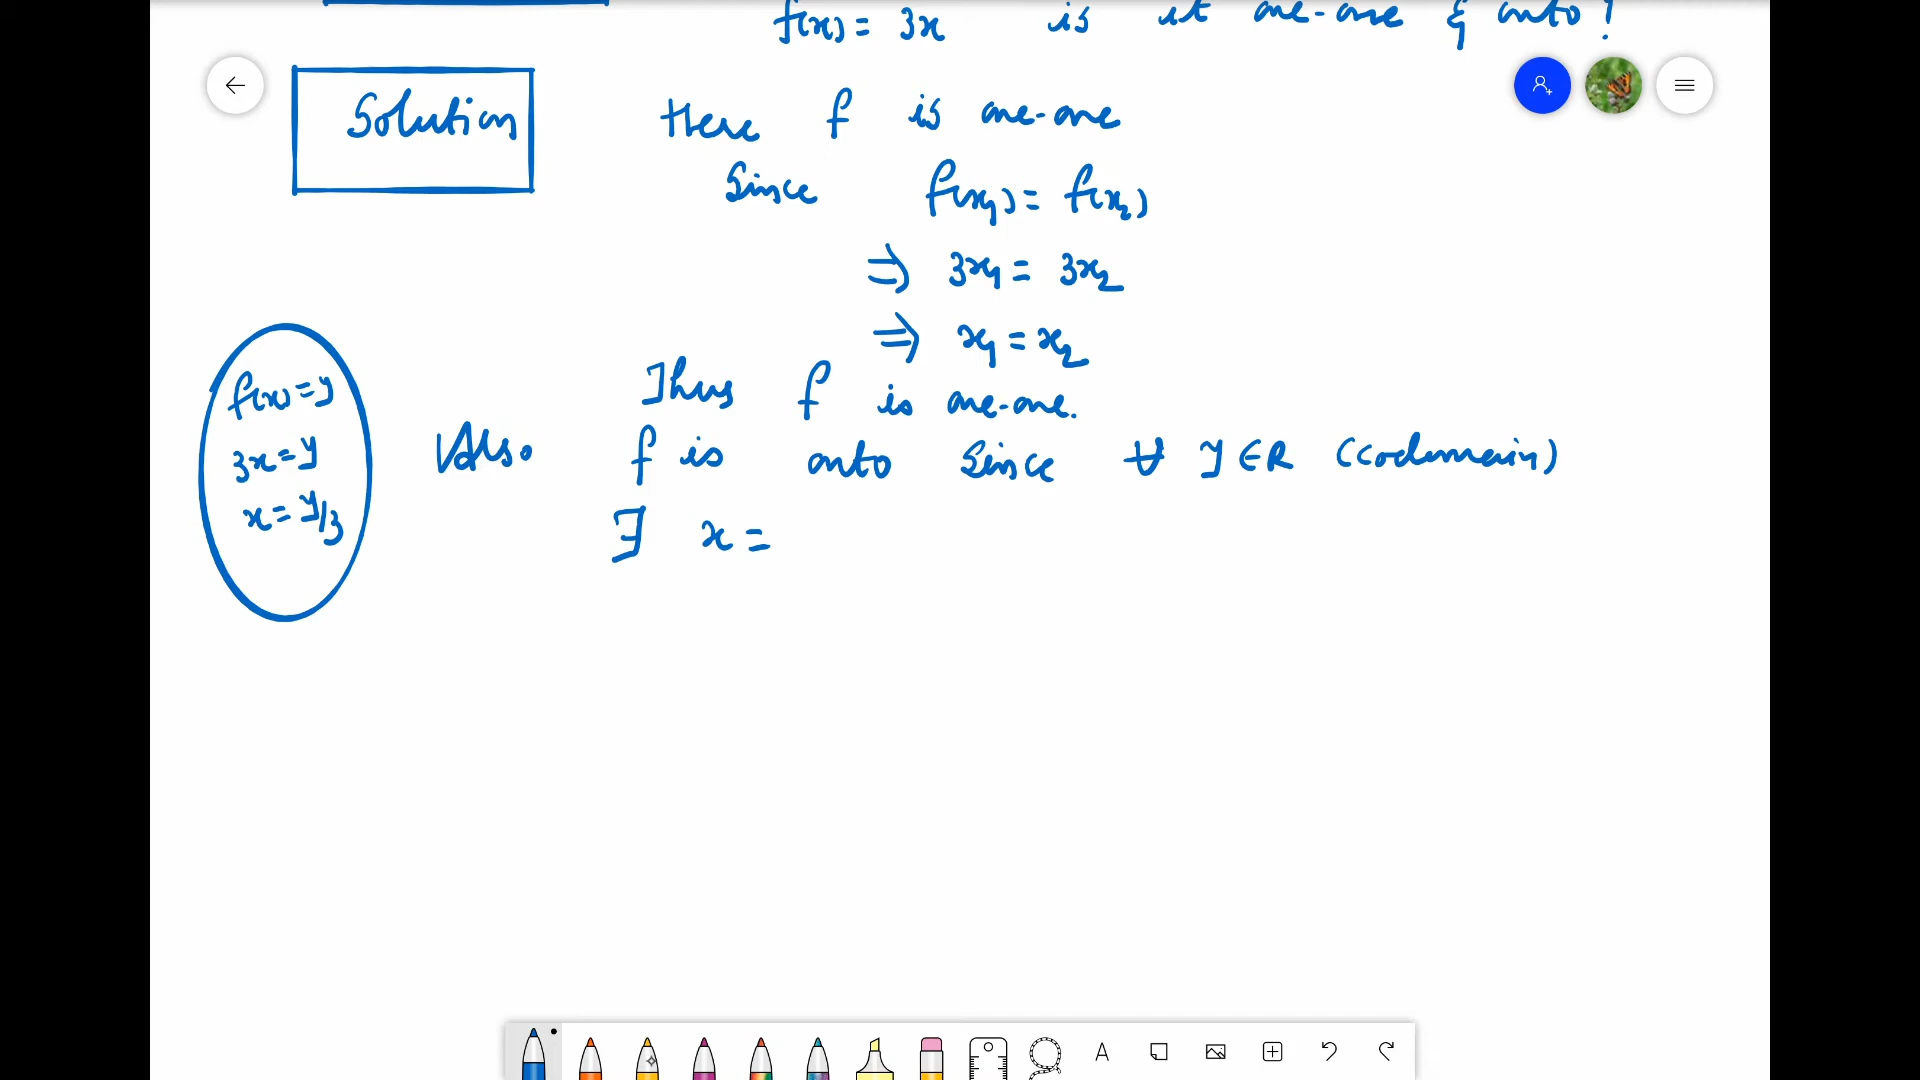 f(x) = 3x is it one-one & onto?
Solution
Here f is one-one
Since f(x₁) = f(x₂)
⇒ 3x₁ = 3x₂
⇒ x₁ = x₂
Thus f is one-one.
Also f is onto Since ∀ y ∈ R (codomain)
∃ x =
f(x) = y
3x = y
x = y/3
A